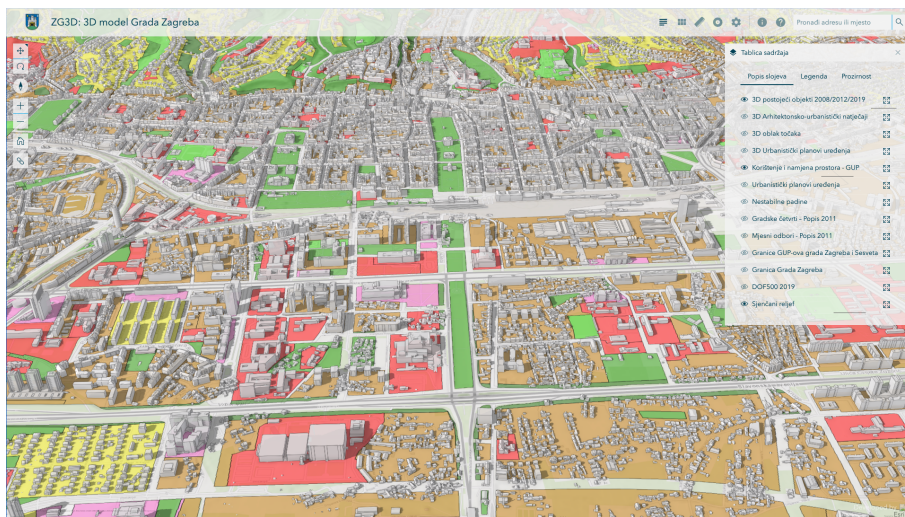 ZG3D: 3D model Grada Zagreba
Pronađi adresu ili mjesto
Tablica sadržaja
Popis slojeva Legenda Prozirnost
3D postojeći objekti 2008/2012/2019
3D Arhitektonsko-urbanistički natječaji
3D oblak točaka
3D Urbanistički planovi uređenja
Korištenje i namjena prostora - GUP
Urbanistički planovi uređenja
Nestabilne padine
Gradske četvrti - Popis 2011
Mjesni odbori - Popis 2011
Granice GUP-ova grada Zagreba i Sesveta
Granica Grada Zagreba
DOF500 2019
Sjenčani reljef
Esri